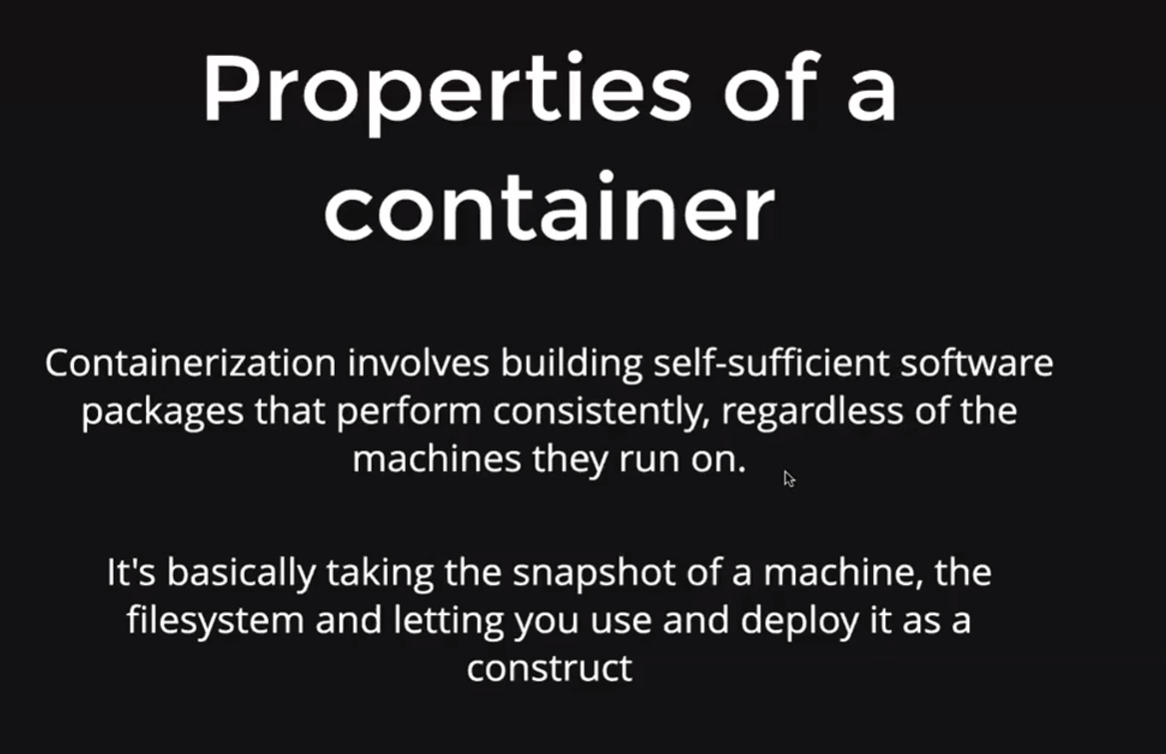 Properties of a
container
Containerization involves building self-sufficient software
packages that perform consistently, regardless of the
machines they run on.
It's basically taking the snapshot of a machine, the
filesystem and letting you use and deploy it as a
construct